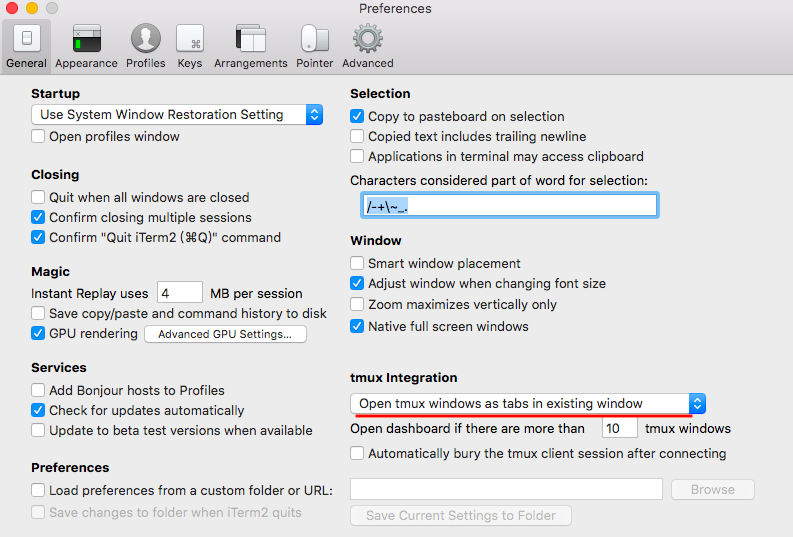 Preferences
General
Appearance
Profiles
Keys
Arrangements
Pointer
Advanced
Startup
Use System Window Restoration Setting
Open profiles window
Closing
Quit when all windows are closed
Confirm closing multiple sessions
Confirm "Quit iTerm2 (⌘Q)" command
Magic
Instant Replay uses 4 MB per session
Save copy/paste and command history to disk
GPU rendering Advanced GPU Settings...
Services
Add Bonjour hosts to Profiles
Check for updates automatically
Update to beta test versions when available
Preferences
Load preferences from a custom folder or URL:
Browse
Save changes to folder when iTerm2 quits
Save Current Settings to Folder
Selection
Copy to pasteboard on selection
Copied text includes trailing newline
Applications in terminal may access clipboard
Characters considered part of word for selection:
/-+\~_.
Window
Smart window placement
Adjust window when changing font size
Zoom maximizes vertically only
Native full screen windows
tmux Integration
Open tmux windows as tabs in existing window
Open dashboard if there are more than 10 tmux windows
Automatically bury the tmux client session after connecting